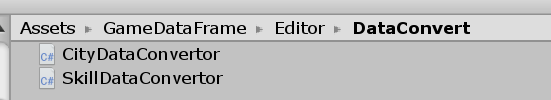 Assets ▸ GameDataFrame ▸ Editor ▸ DataConvert
C# CityDataConvertor
C# SkillDataConvertor